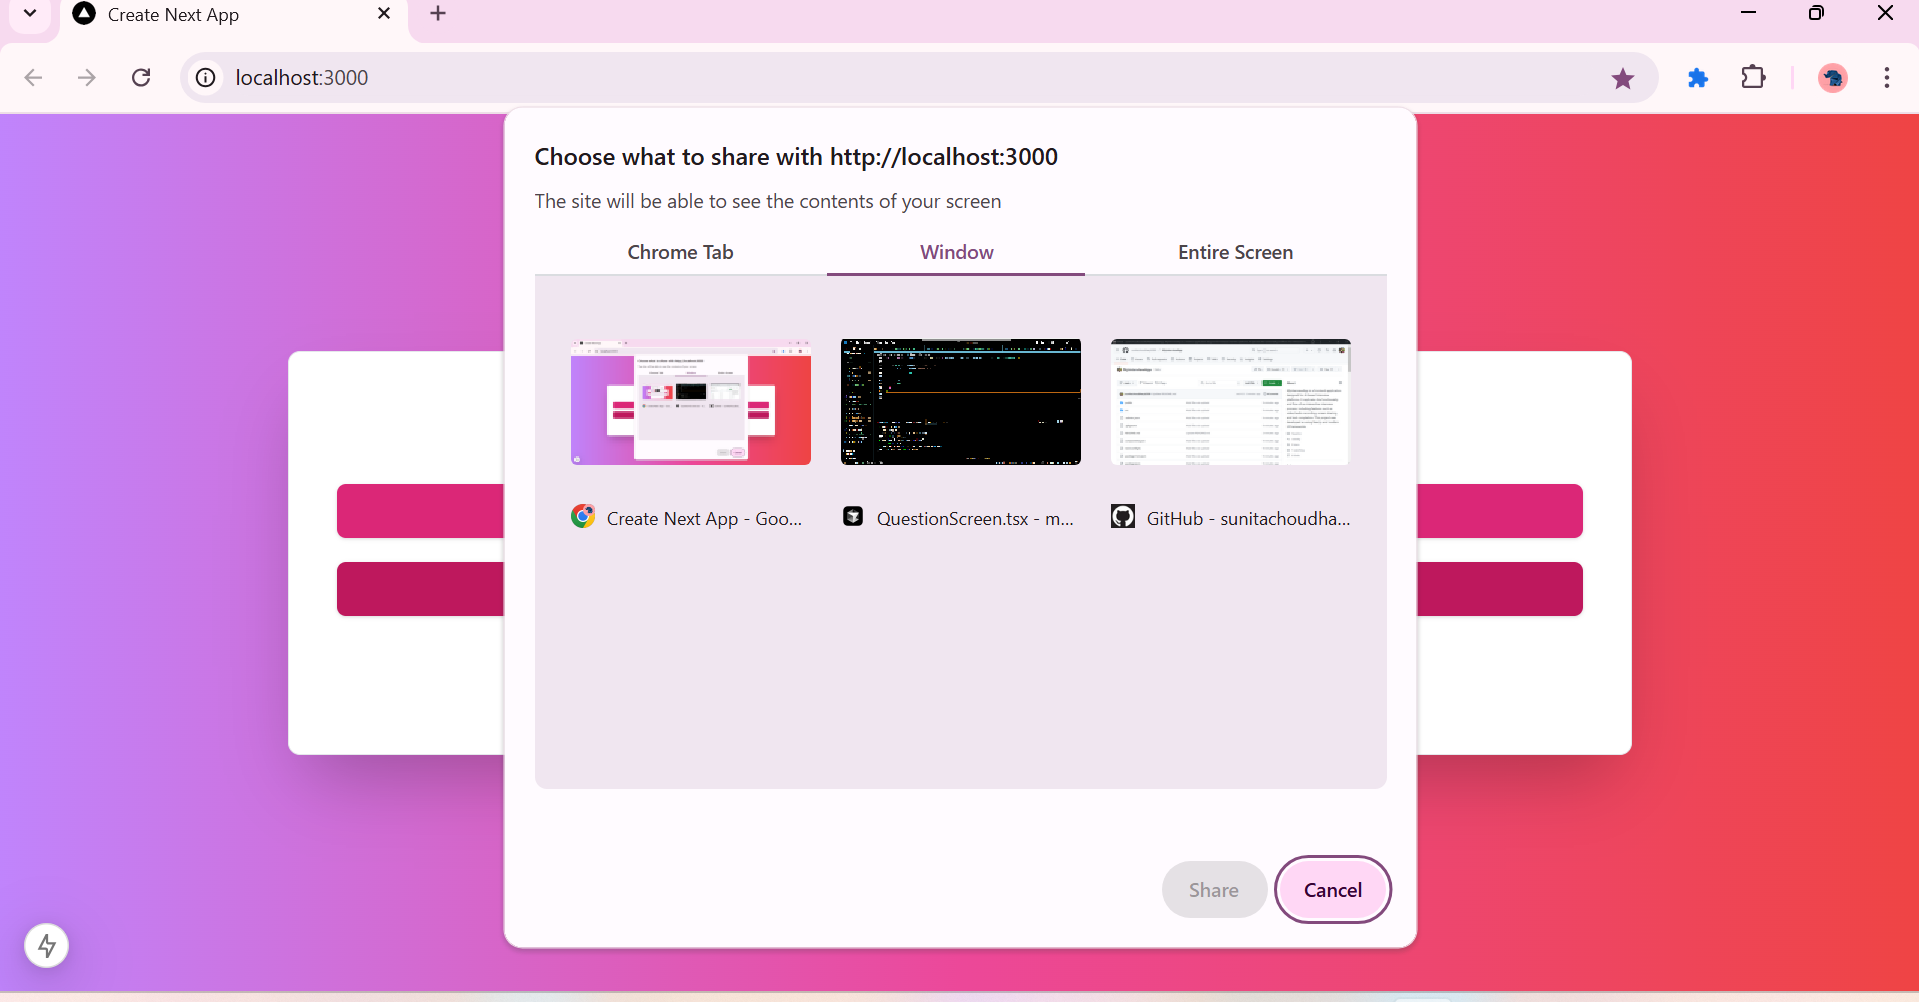 Create Next App
localhost:3000
Choose what to share with http://localhost:3000
The site will be able to see the contents of your screen
Chrome Tab
Window
Entire Screen
Create Next App - Goo...
QuestionScreen.tsx - m...
GitHub - sunitachoudha...
Share
Cancel